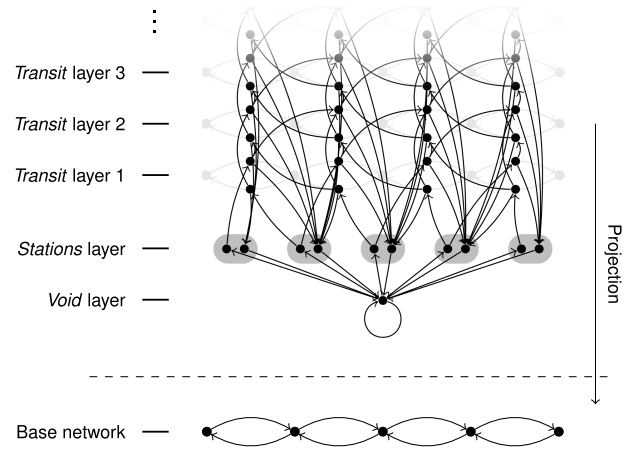 Transit layer 3
Transit layer 2
Transit layer 1
Stations layer
Void layer
Projection
Base network